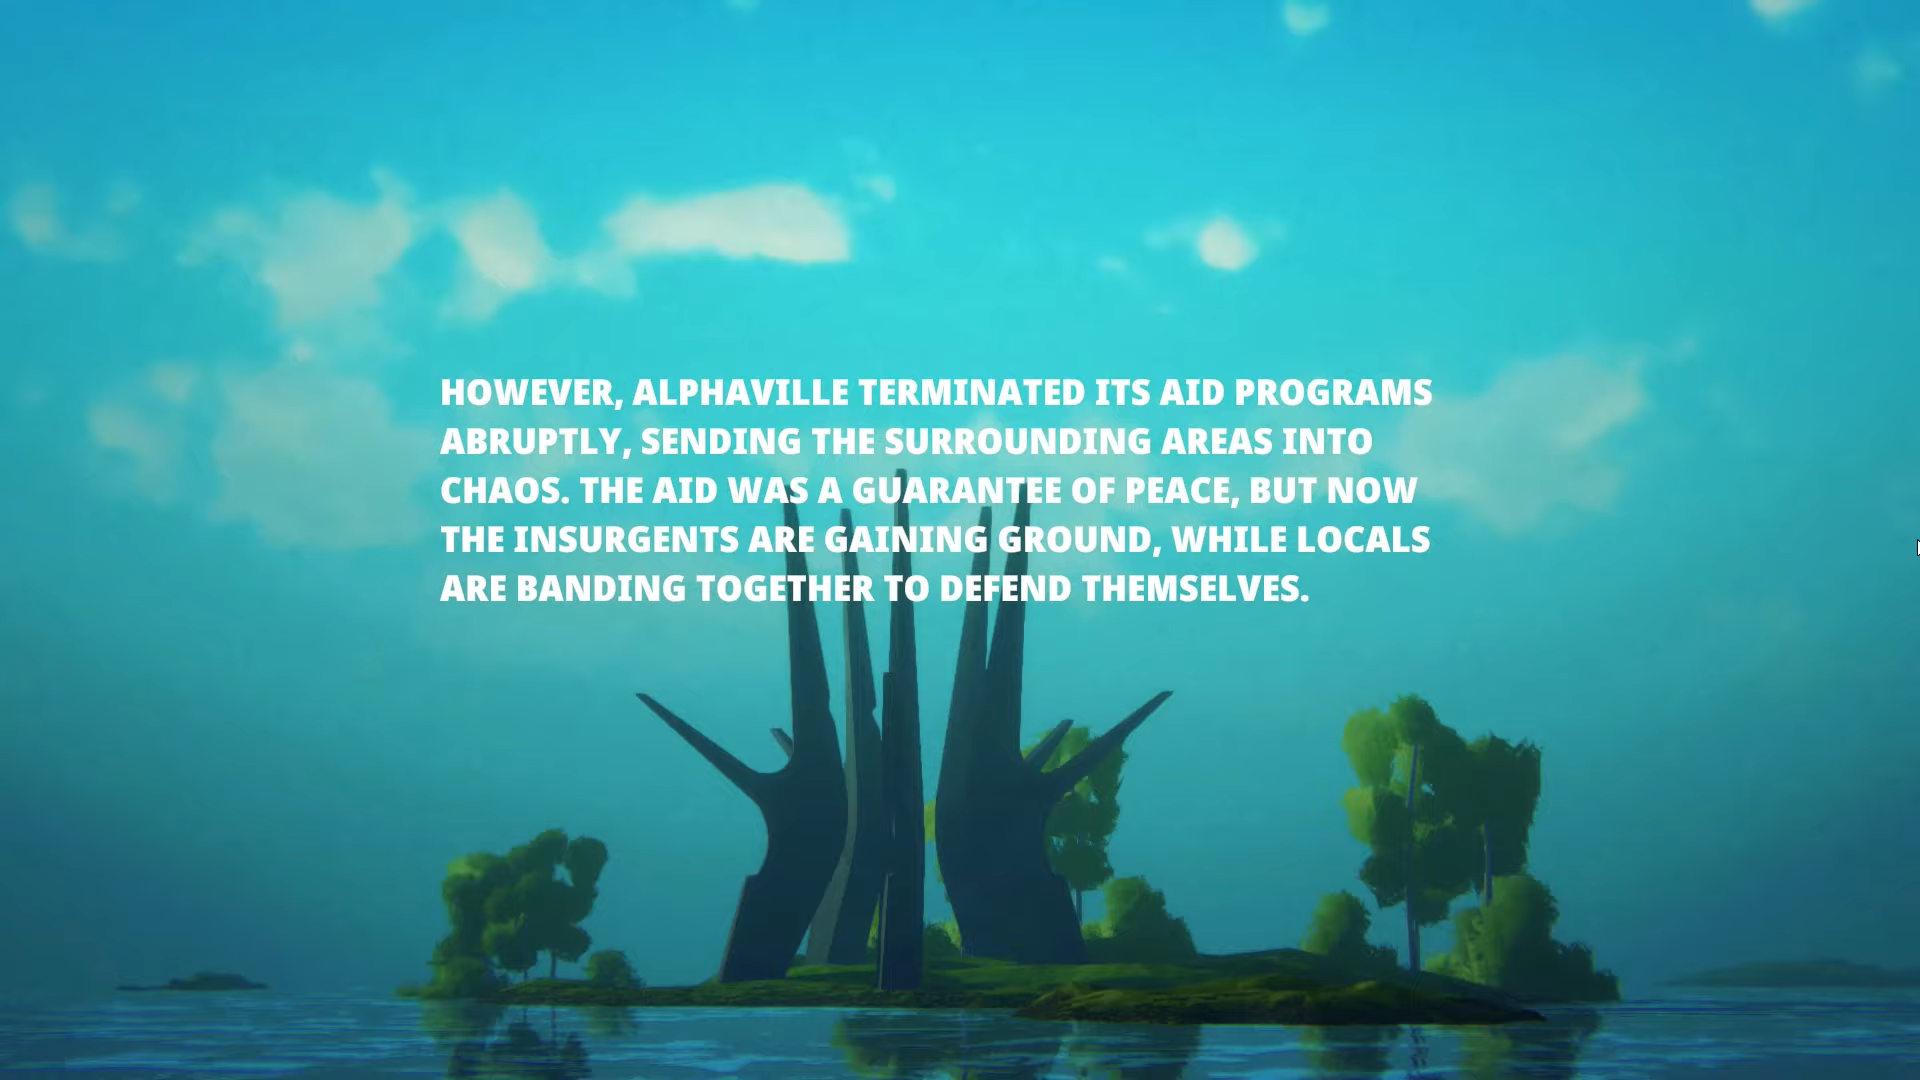 HOWEVER, ALPHAVILLE TERMINATED ITS AID PROGRAMS
ABRUPTLY, SENDING THE SURROUNDING AREAS INTO
CHAOS. THE AID WAS A GUARANTEE OF PEACE, BUT NOW
THE INSURGENTS ARE GAINING GROUND, WHILE LOCALS
ARE BANDING TOGETHER TO DEFEND THEMSELVES.